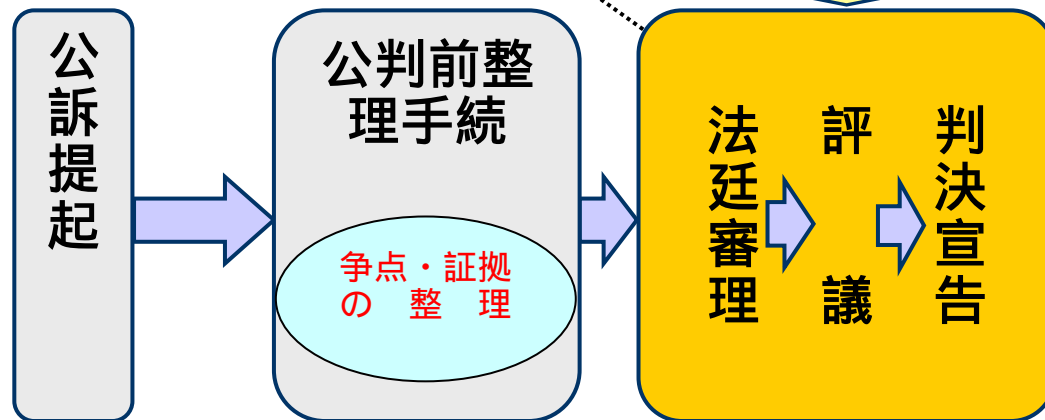 公訴提起
公判前整
理手続
争点・証拠
の　整　理
法廷審理
評　議
判決宣告